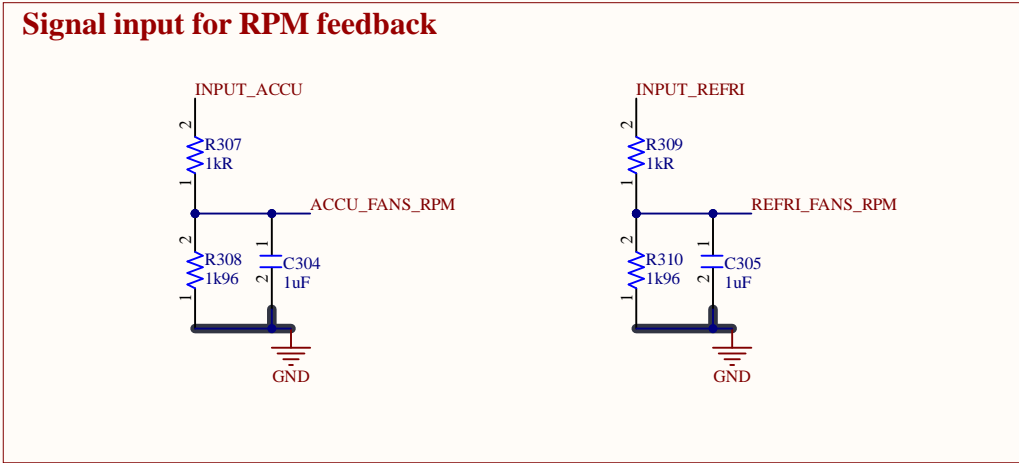 Signal input for RPM feedback
INPUT_ACCU
2
R307
1kR
1
ACCU_FANS_RPM
2
R308
1k96
1
1
C304
1uF
2
GND
INPUT_REFRI
2
R309
1kR
1
REFRI_FANS_RPM
2
R310
1k96
1
1
C305
1uF
2
GND